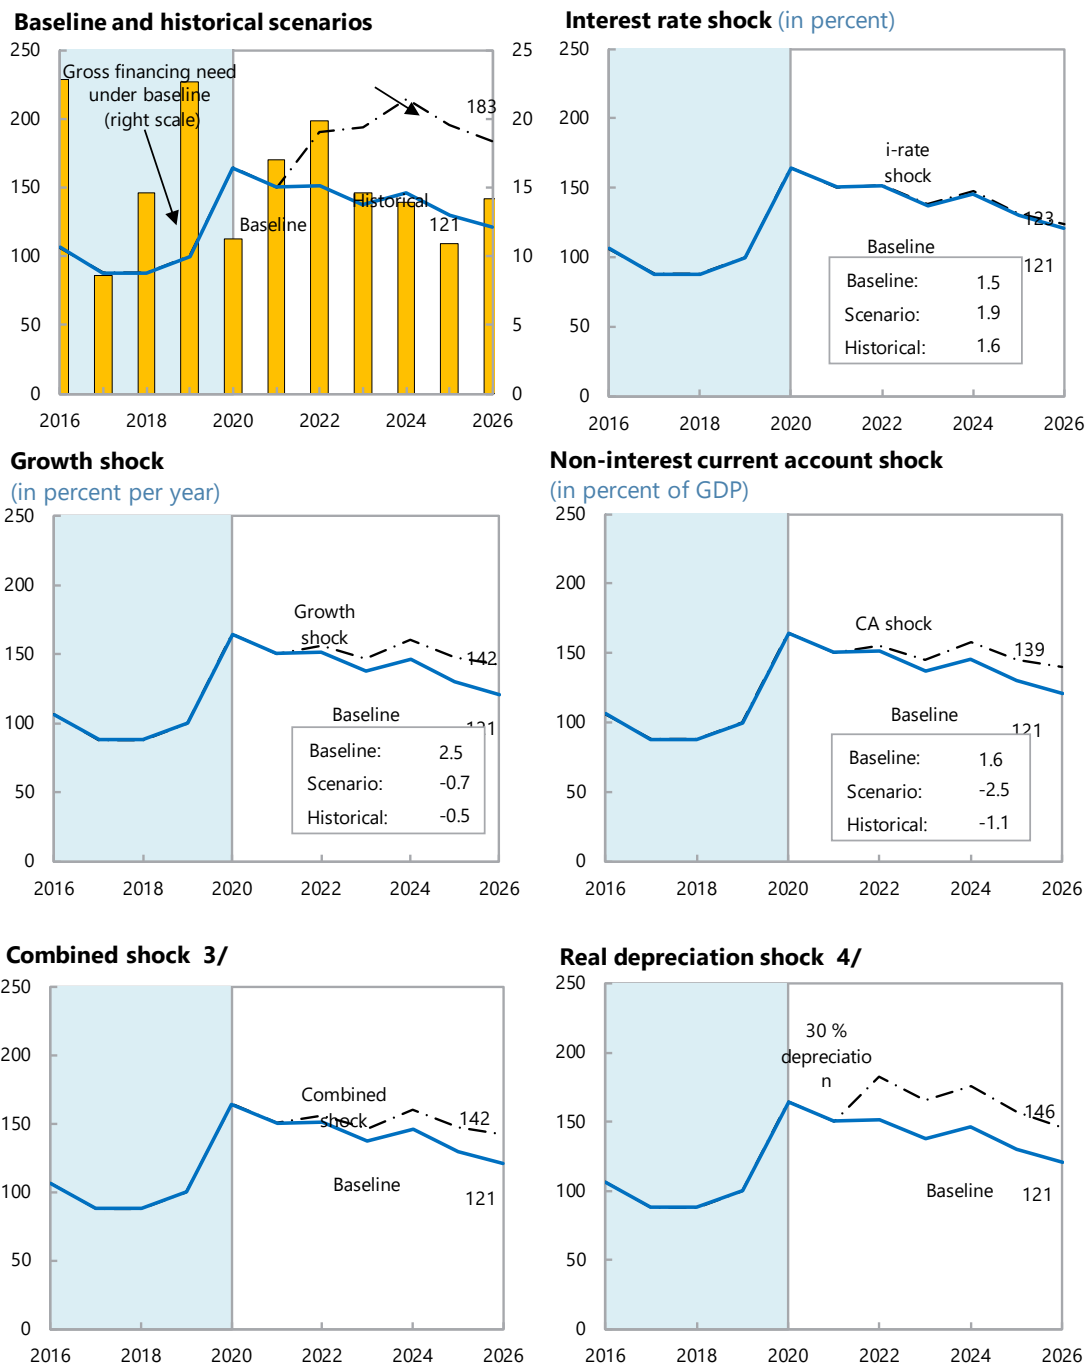 Baseline and historical scenarios
250
200
150
100
50
0
25
20
15
10
5
0
Gross financing need
under baseline
(right scale)
183
Historical
Baseline
121
2016 2018 2020 2022 2024 2026
Interest rate shock (in percent)
250
200
150
100
50
0
i-rate
shock
123
Baseline
121
Baseline: 1.5
Scenario: 1.9
Historical: 1.6
2016 2018 2020 2022 2024 2026
Growth shock
(in percent per year)
250
200
150
100
50
0
Growth
shock
142
Baseline
121
Baseline: 2.5
Scenario: -0.7
Historical: -0.5
2016 2018 2020 2022 2024 2026
Non-interest current account shock
(in percent of GDP)
250
200
150
100
50
0
CA shock
139
Baseline
121
Baseline: 1.6
Scenario: -2.5
Historical: -1.1
2016 2018 2020 2022 2024 2026
Combined shock 3/
250
200
150
100
50
0
Combined
shock
142
Baseline
121
2016 2018 2020 2022 2024 2026
Real depreciation shock 4/
250
200
150
100
50
0
30 %
depreciatio
n
146
Baseline
121
2016 2018 2020 2022 2024 2026